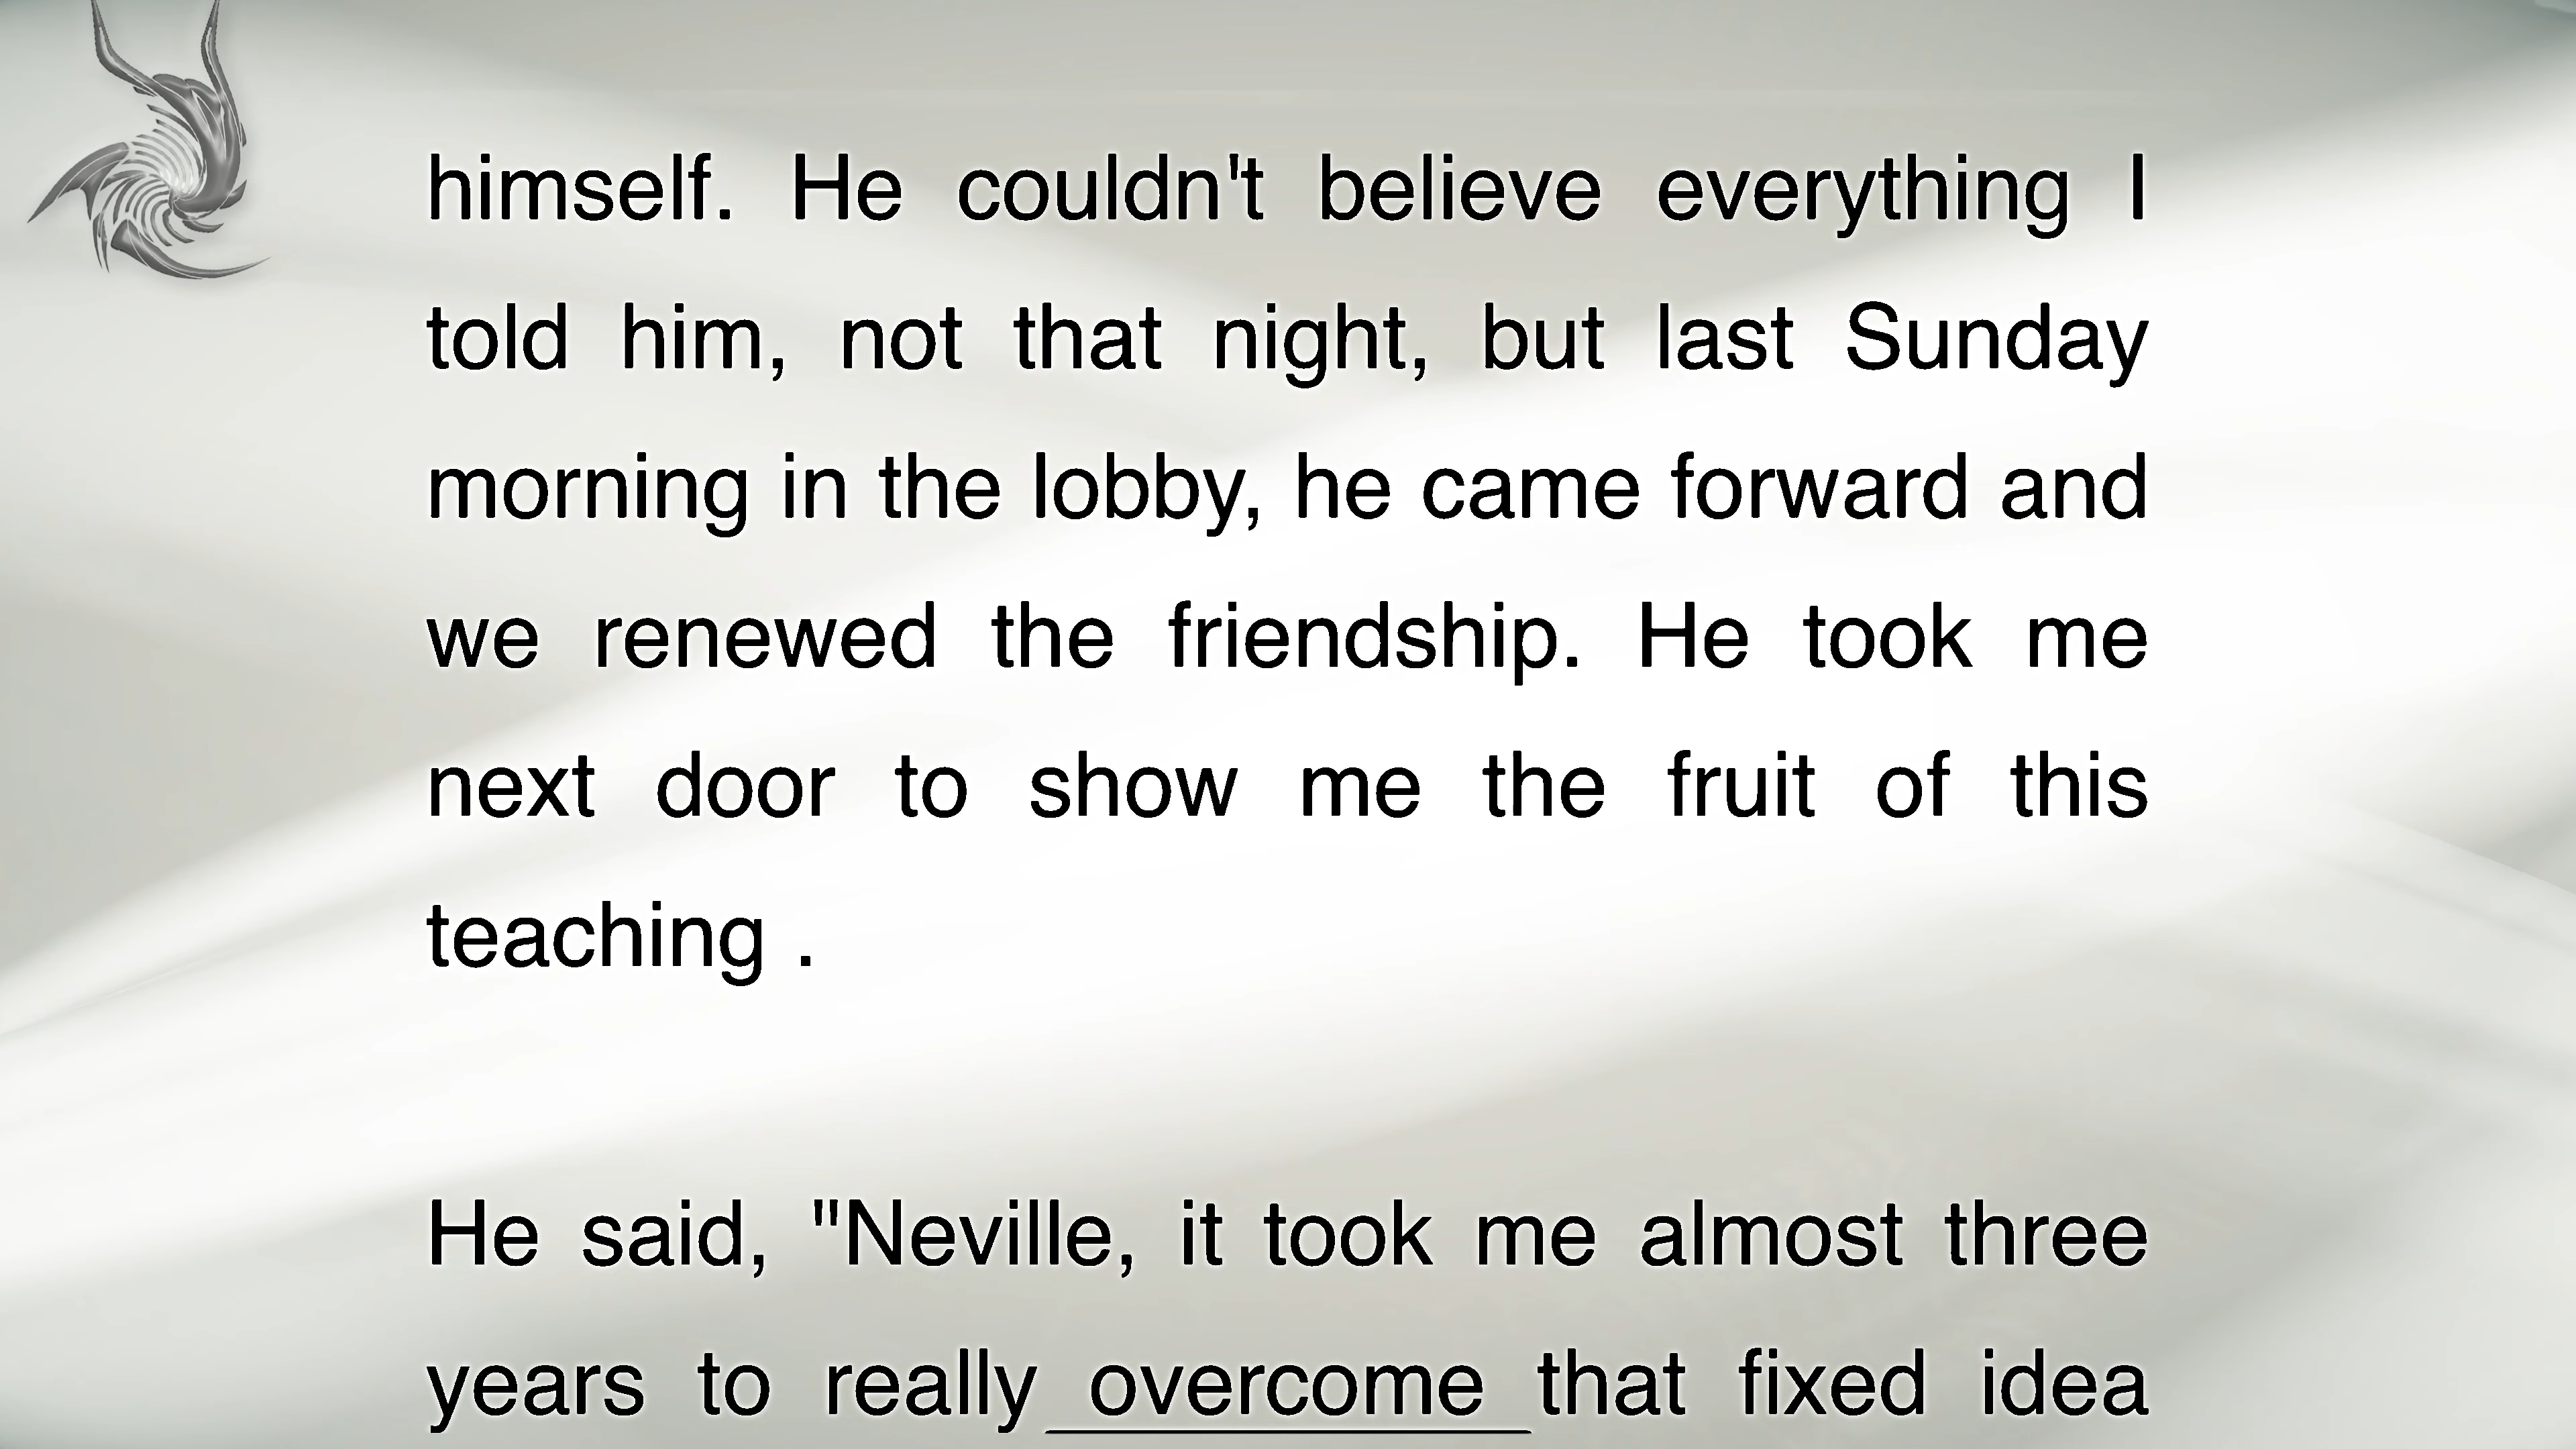 himself. He couldn't believe everything I
told him, not that night, but last Sunday
morning in the lobby, he came forward and
we renewed the friendship. He took me
next door to show me the fruit of this
teaching .
He said, "Neville, it took me almost three
years to really overcome that fixed idea